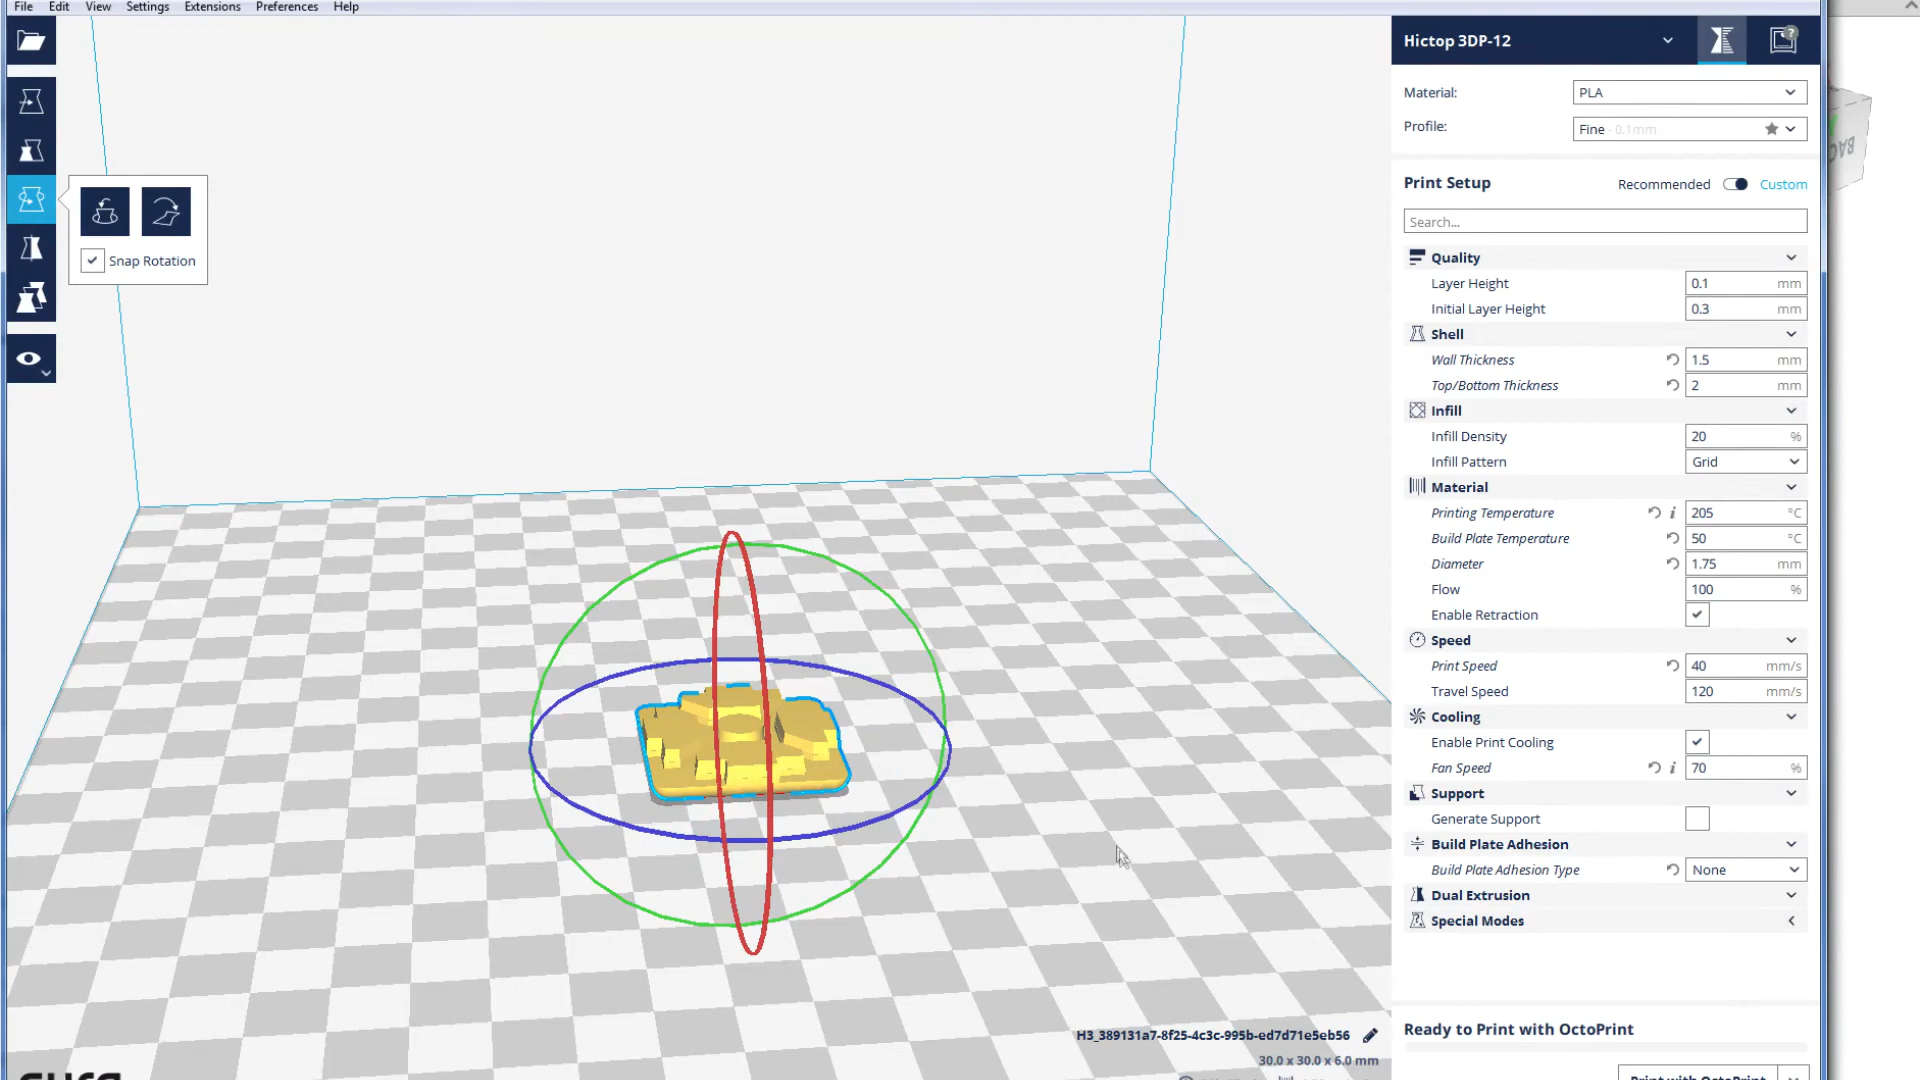 File Edit View Settings Extensions Preferences Help
Hictop 3DP-12
Material: PLA
Profile: Fine - 0.1mm
Print Setup Recommended Custom
Search...
Quality
Layer Height 0.1 mm
Initial Layer Height 0.3 mm
Shell
Wall Thickness 1.5 mm
Top/Bottom Thickness 2 mm
Infill
Infill Density 20 %
Infill Pattern Grid
Material
Printing Temperature 205 °C
Build Plate Temperature 50 °C
Diameter 1.75 mm
Flow 100 %
Enable Retraction
Speed
Print Speed 40 mm/s
Travel Speed 120 mm/s
Cooling
Enable Print Cooling
Fan Speed 70 %
Support
Generate Support
Build Plate Adhesion
Build Plate Adhesion Type None
Dual Extrusion
Special Modes
Ready to Print with OctoPrint
Print with OctoPrint
Snap Rotation
H3_389131a7-8f25-4c3c-995b-ed7d71e5eb56
30.0 x 30.0 x 6.0 mm